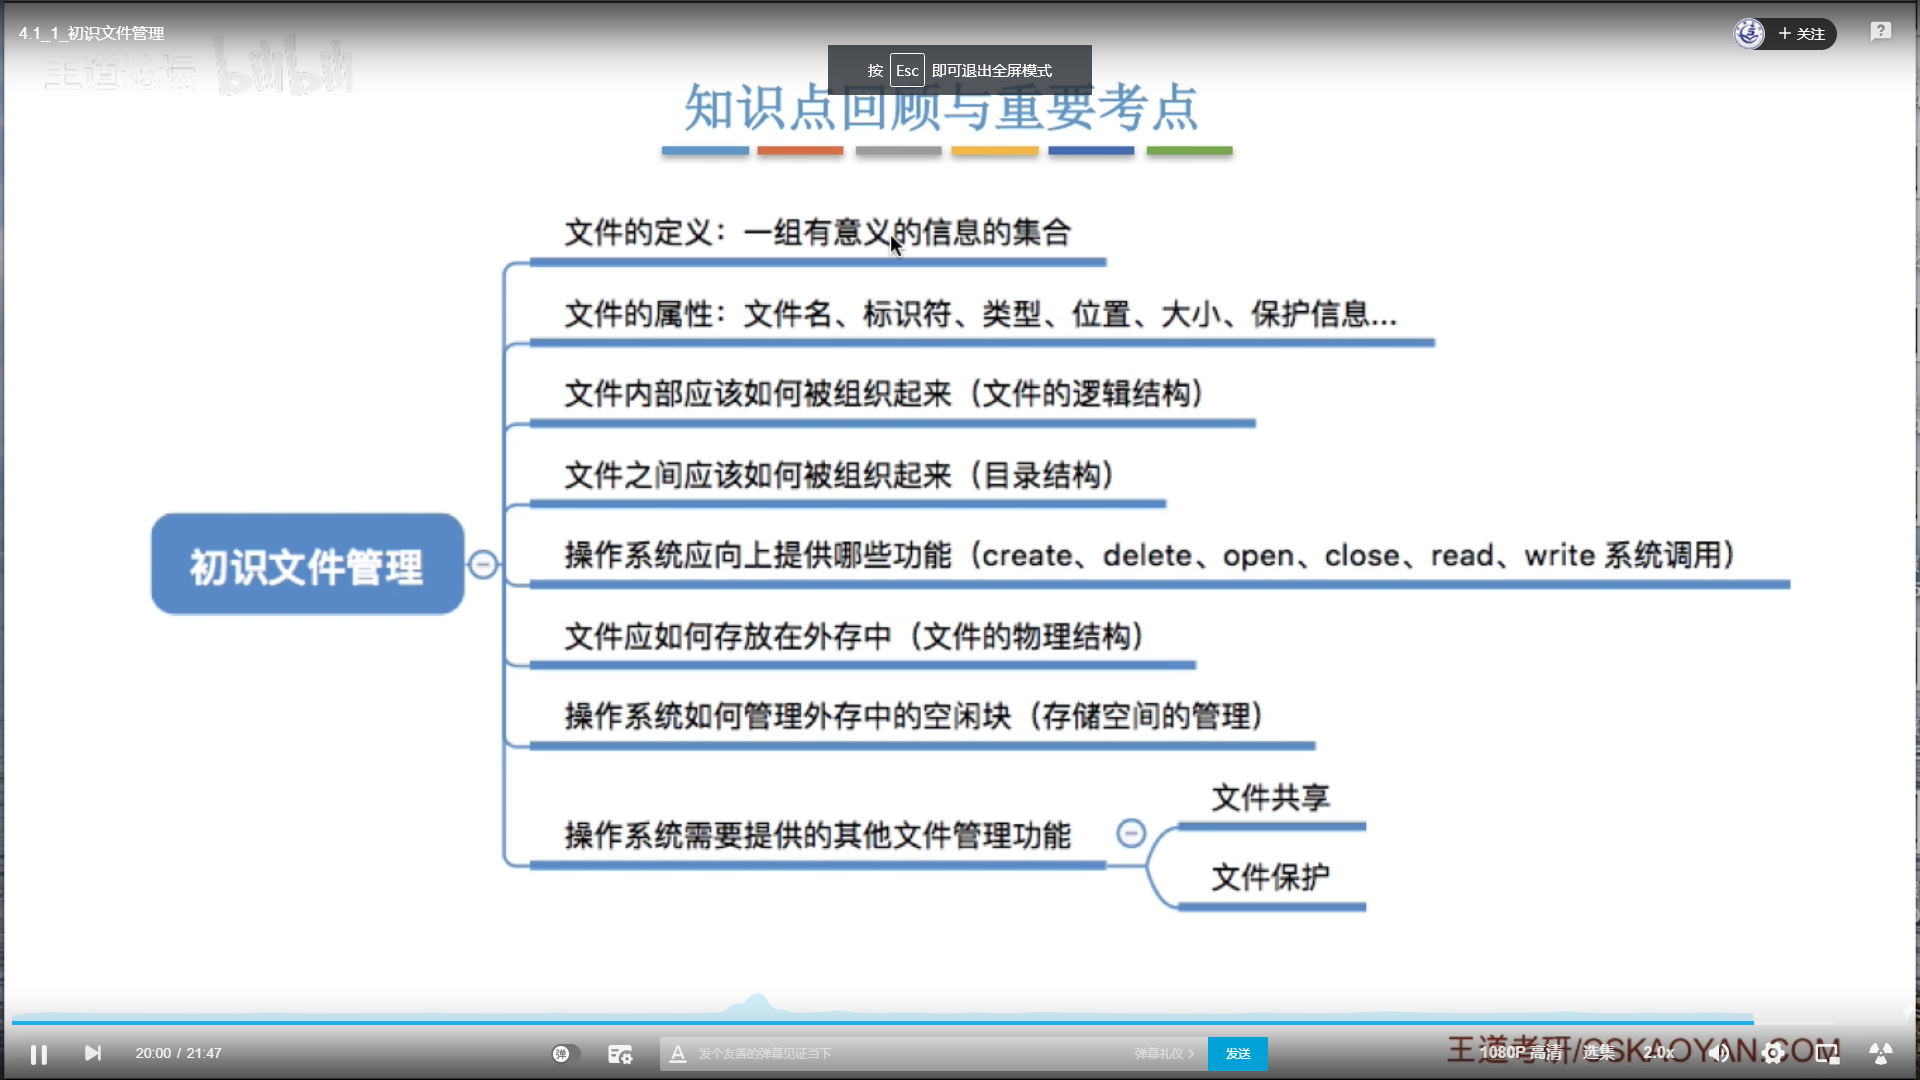 4.1_1_初识文件管理
+ 关注
王道论坛 bilibili
按 Esc 即可退出全屏模式
知识点回顾与重要考点
文件的定义：一组有意义的信息的集合
文件的属性：文件名、标识符、类型、位置、大小、保护信息...
文件内部应该如何被组织起来（文件的逻辑结构）
文件之间应该如何被组织起来（目录结构）
操作系统应向上提供哪些功能（create、delete、open、close、read、write 系统调用）
初识文件管理
文件应如何存放在外存中（文件的物理结构）
操作系统如何管理外存中的空闲块（存储空间的管理）
操作系统需要提供的其他文件管理功能
文件共享
文件保护
20:00 / 21:47
弹
发个友善的弹幕见证当下
弹幕礼仪 >
发送
王道考研/CSKAOYAN.COM
1080P 高清
选集
2.0x